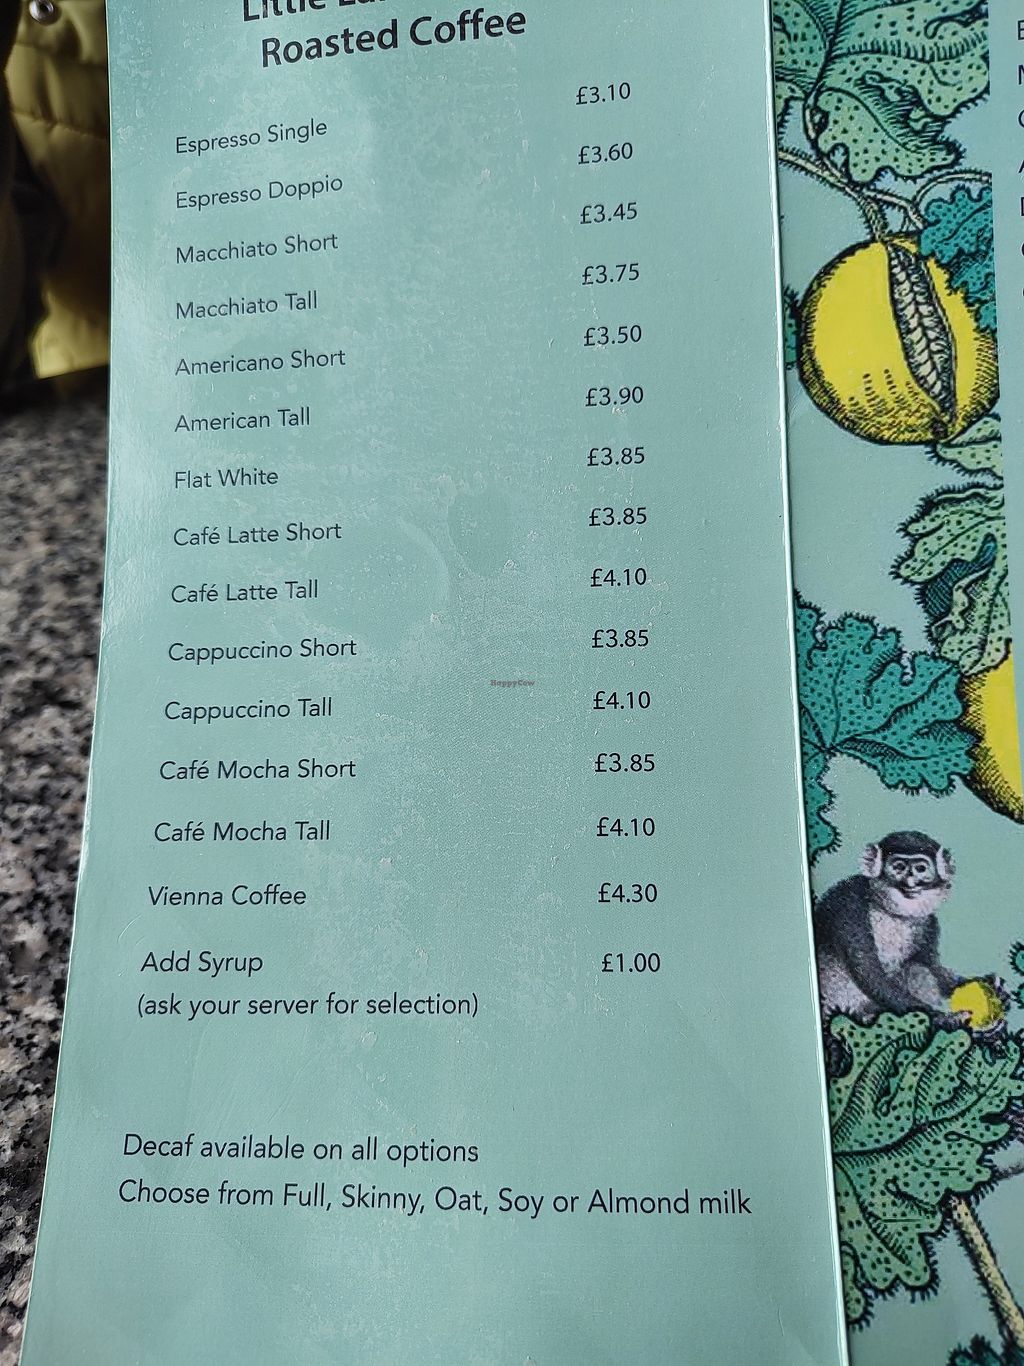 Little
Roasted Coffee
Espresso Single £3.10
Espresso Doppio £3.60
Macchiato Short £3.45
Macchiato Tall £3.75
Americano Short £3.50
American Tall £3.90
Flat White £3.85
Café Latte Short £3.85
Café Latte Tall £4.10
Cappuccino Short £3.85
Cappuccino Tall £4.10
Café Mocha Short £3.85
Café Mocha Tall £4.10
Vienna Coffee £4.30
Add Syrup £1.00
(ask your server for selection)
Decaf available on all options
Choose from Full, Skinny, Oat, Soy or Almond milk
HappyCow